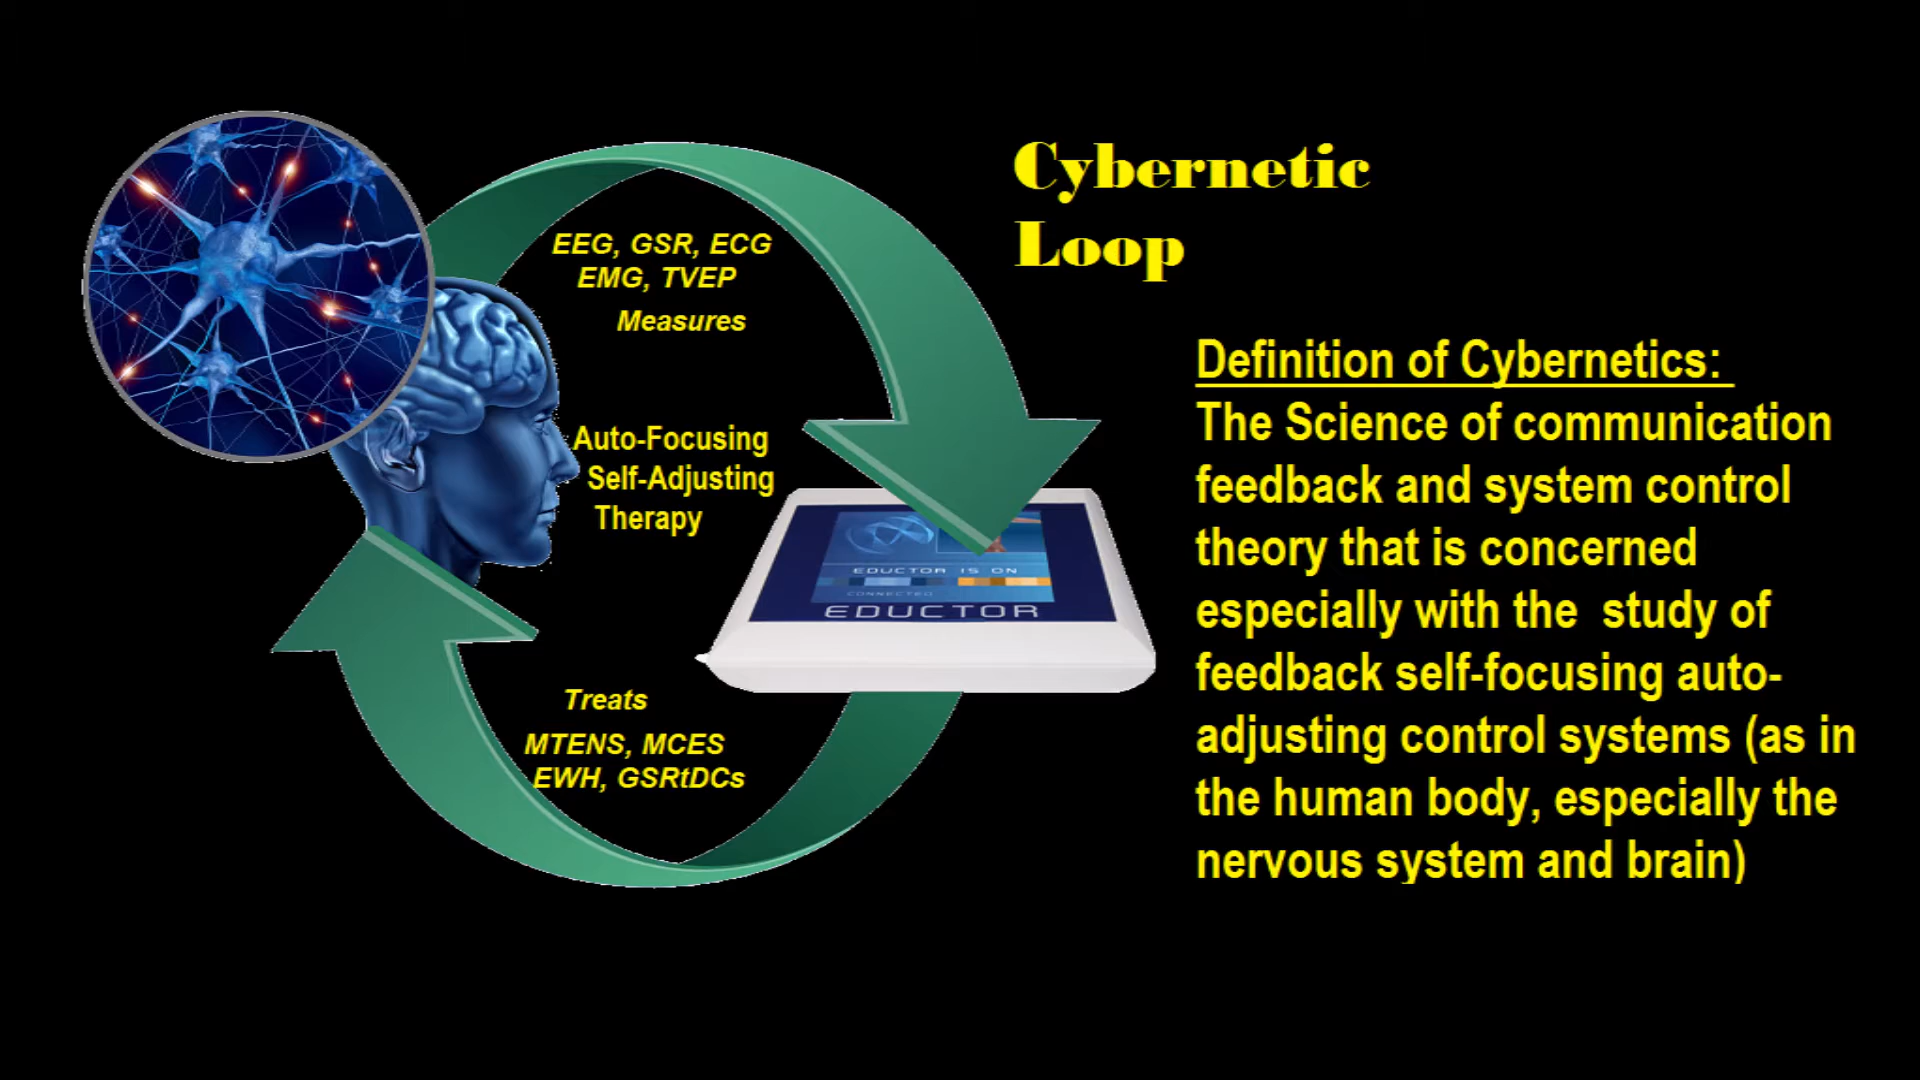 Cybernetic
Loop
EEG, GSR, ECG
EMG, TVEP
Measures
Auto-Focusing
Self-Adjusting
Therapy
EDUCTOR IS ON
CONNECTED
EDUCTOR
Treats
MTENS, MCES
EWH, GSRtDCs
Definition of Cybernetics:
The Science of communication
feedback and system control
theory that is concerned
especially with the  study of
feedback self-focusing auto-
adjusting control systems (as in
the human body, especially the
nervous system and brain)